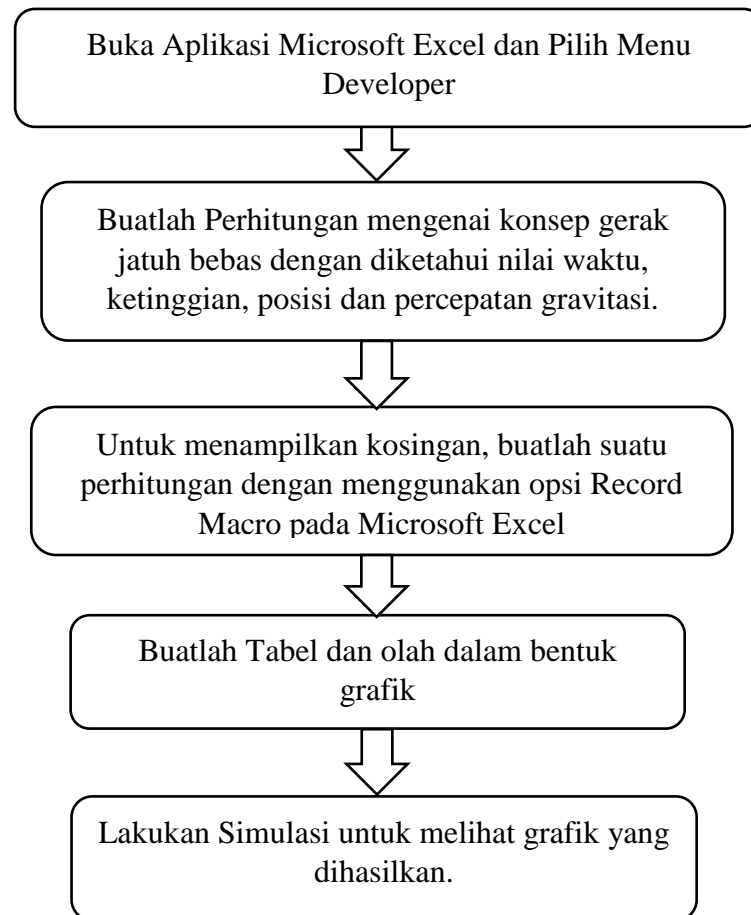 Buka Aplikasi Microsoft Excel dan Pilih Menu
Developer
Buatlah Perhitungan mengenai konsep gerak
jatuh bebas dengan diketahui nilai waktu,
ketinggian, posisi dan percepatan gravitasi.
Untuk menampilkan kosingan, buatlah suatu
perhitungan dengan menggunakan opsi Record
Macro pada Microsoft Excel
Buatlah Tabel dan olah dalam bentuk
grafik
Lakukan Simulasi untuk melihat grafik yang
dihasilkan.